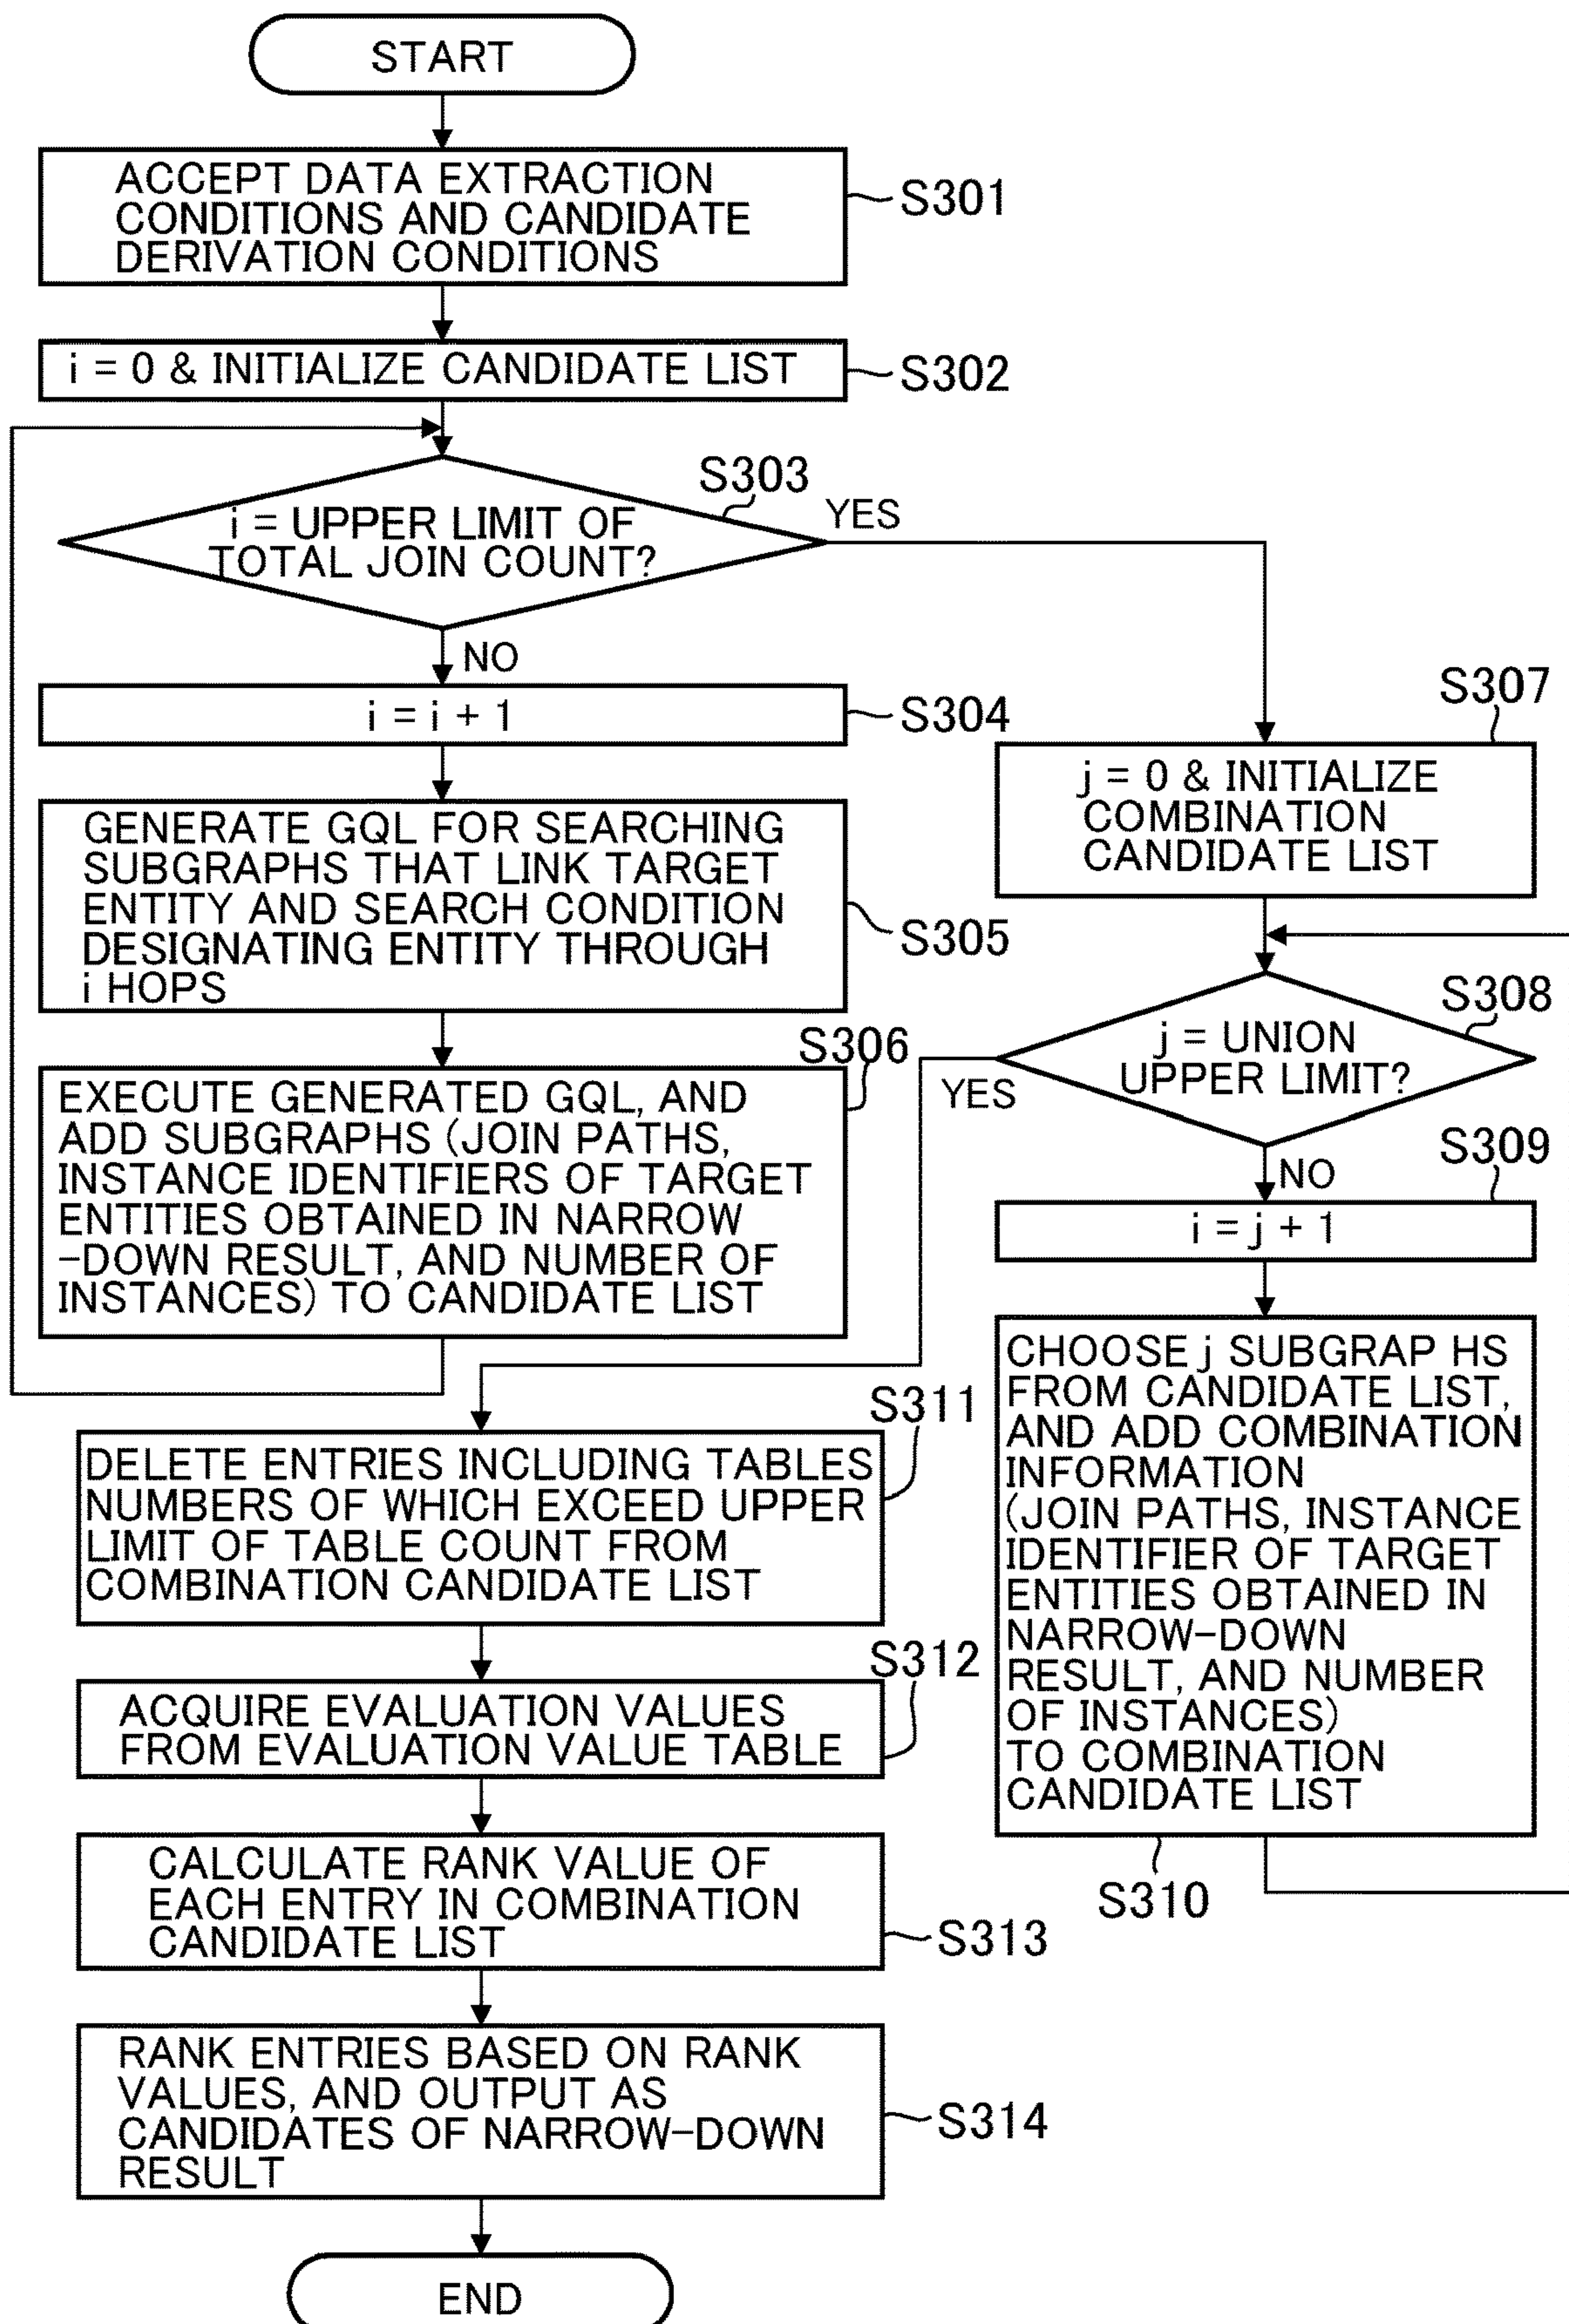 START
ACCEPT DATA EXTRACTION
CONDITIONS AND CANDIDATE
DERIVATION CONDITIONS
S301
i = 0 & INITIALIZE CANDIDATE LIST
S302
S303
i = UPPER LIMIT OF
TOTAL JOIN COUNT?
YES
NO
i = i + 1
S304
GENERATE GQL FOR SEARCHING
SUBGRAPHS THAT LINK TARGET
ENTITY AND SEARCH CONDITION
DESIGNATING ENTITY THROUGH
i HOPS
S305
S306
EXECUTE GENERATED GQL, AND
ADD SUBGRAPHS (JOIN PATHS,
INSTANCE IDENTIFIERS OF TARGET
ENTITIES OBTAINED IN NARROW
-DOWN RESULT, AND NUMBER OF
INSTANCES) TO CANDIDATE LIST
S307
j = 0 & INITIALIZE
COMBINATION
CANDIDATE LIST
S308
j = UNION
UPPER LIMIT?
YES
NO
S309
i = j + 1
CHOOSE j SUBGRAP HS
FROM CANDIDATE LIST,
AND ADD COMBINATION
INFORMATION
(JOIN PATHS, INSTANCE
IDENTIFIER OF TARGET
ENTITIES OBTAINED IN
NARROW-DOWN
RESULT, AND NUMBER
OF INSTANCES)
TO COMBINATION
CANDIDATE LIST
S310
S311
DELETE ENTRIES INCLUDING TABLES
NUMBERS OF WHICH EXCEED UPPER
LIMIT OF TABLE COUNT FROM
COMBINATION CANDIDATE LIST
S312
ACQUIRE EVALUATION VALUES
FROM EVALUATION VALUE TABLE
CALCULATE RANK VALUE OF
EACH ENTRY IN COMBINATION
CANDIDATE LIST
S313
RANK ENTRIES BASED ON RANK
VALUES, AND OUTPUT AS
CANDIDATES OF NARROW-DOWN
RESULT
S314
END